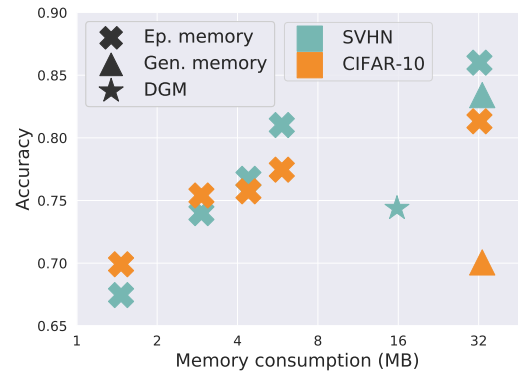 0.90
0.85
0.80
0.75
0.70
0.65
Accuracy
Ep. memory
Gen. memory
DGM
SVHN
CIFAR-10
1 2 4 8 16 32
Memory consumption (MB)